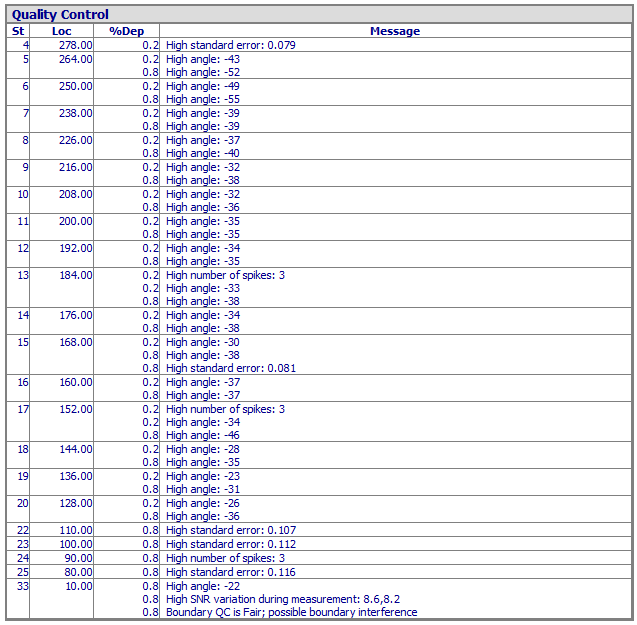 Quality Control
St Loc %Dep Message
4 278.00 0.2 High standard error: 0.079
5 264.00 0.2 High angle: -43
0.8 High angle: -52
6 250.00 0.2 High angle: -49
0.8 High angle: -55
7 238.00 0.2 High angle: -39
0.8 High angle: -39
8 226.00 0.2 High angle: -37
0.8 High angle: -40
9 216.00 0.2 High angle: -32
0.8 High angle: -38
10 208.00 0.2 High angle: -32
0.8 High angle: -36
11 200.00 0.2 High angle: -35
0.8 High angle: -35
12 192.00 0.2 High angle: -34
0.8 High angle: -35
13 184.00 0.2 High number of spikes: 3
0.2 High angle: -33
0.8 High angle: -38
14 176.00 0.2 High angle: -34
0.8 High angle: -38
15 168.00 0.2 High angle: -30
0.8 High angle: -38
0.8 High standard error: 0.081
16 160.00 0.2 High angle: -37
0.8 High angle: -37
17 152.00 0.2 High number of spikes: 3
0.2 High angle: -34
0.8 High angle: -46
18 144.00 0.2 High angle: -28
0.8 High angle: -35
19 136.00 0.2 High angle: -23
0.8 High angle: -31
20 128.00 0.2 High angle: -26
0.8 High angle: -36
22 110.00 0.8 High standard error: 0.107
23 100.00 0.8 High standard error: 0.112
24 90.00 0.8 High number of spikes: 3
25 80.00 0.8 High standard error: 0.116
33 10.00 0.8 High angle: -22
0.8 High SNR variation during measurement: 8.6,8.2
0.8 Boundary QC is Fair; possible boundary interference